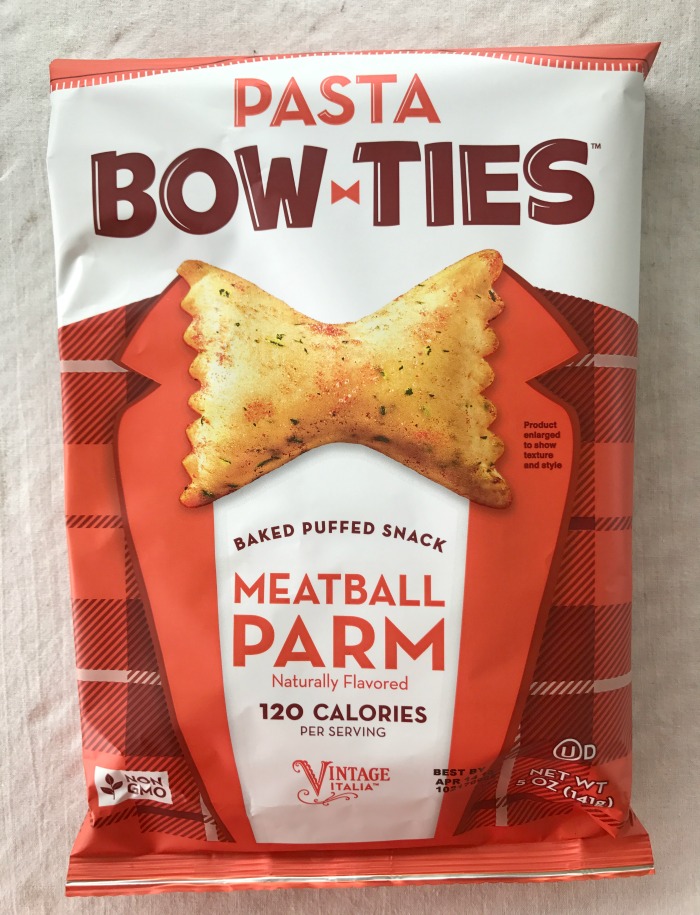 PASTA
BOW TIES™
Product
enlarged
to show
texture
and style
BAKED PUFFED SNACK
MEATBALL
PARM
Naturally Flavored
120 CALORIES
PER SERVING
VINTAGE
ITALIA™
NON
GMO
BEST BY
APR
U D
NET WT
5 OZ (141g)